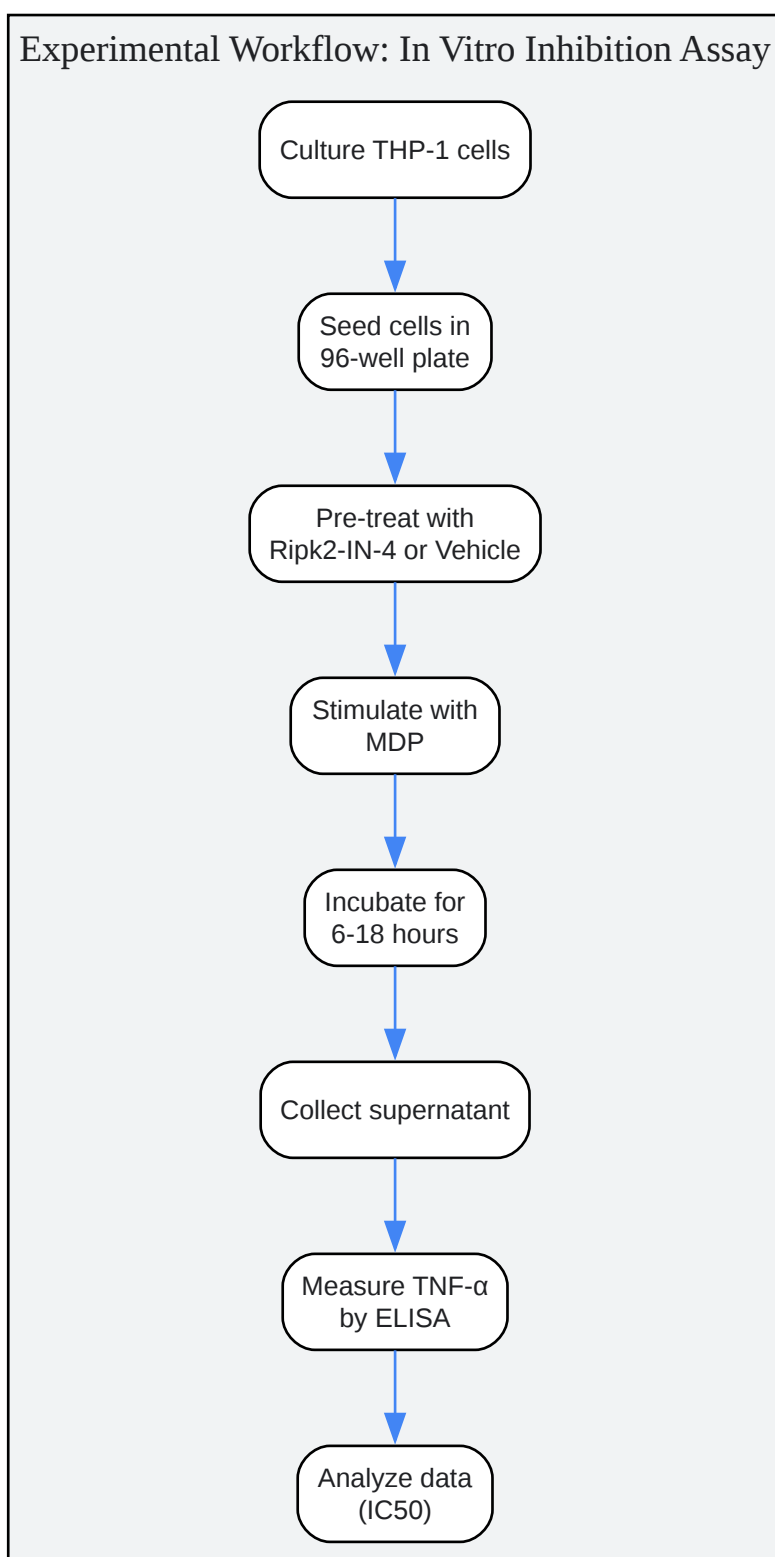 Experimental Workflow: In Vitro Inhibition Assay
Culture THP-1 cells
Seed cells in
96-well plate
Pre-treat with
Ripk2-IN-4 or Vehicle
Stimulate with
MDP
Incubate for
6-18 hours
Collect supernatant
Measure TNF-α
by ELISA
Analyze data
(IC50)